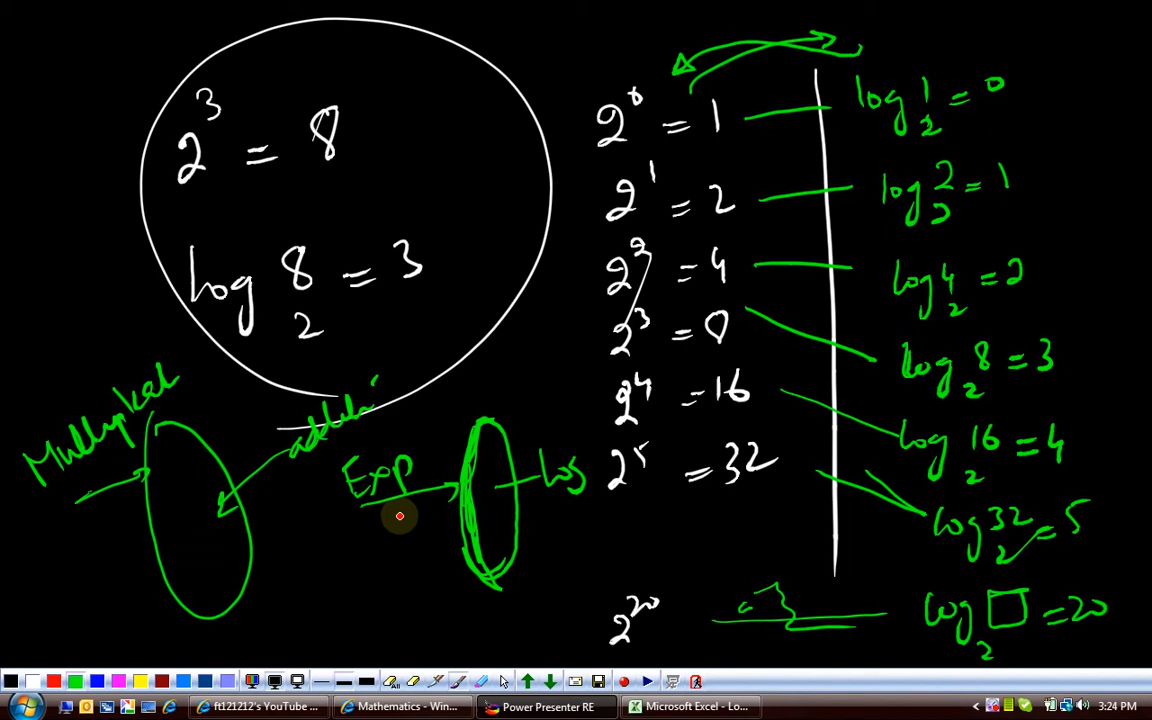 2³ = 8
log₂ 8 = 3
2⁰ = 1
log₂ 1 = 0
2¹ = 2
log₂ 2 = 1
2² = 4
log₂ 4 = 2
2³ = 8
log₂ 8 = 3
2⁴ = 16
log₂ 16 = 4
2⁵ = 32
log₂ 32 = 5
2²⁰
log₂ □ = 20
Exp
log
ft121212's YouTube ...
Mathematics - Win...
Power Presenter RE
Microsoft Excel - Lo...
3:24 PM